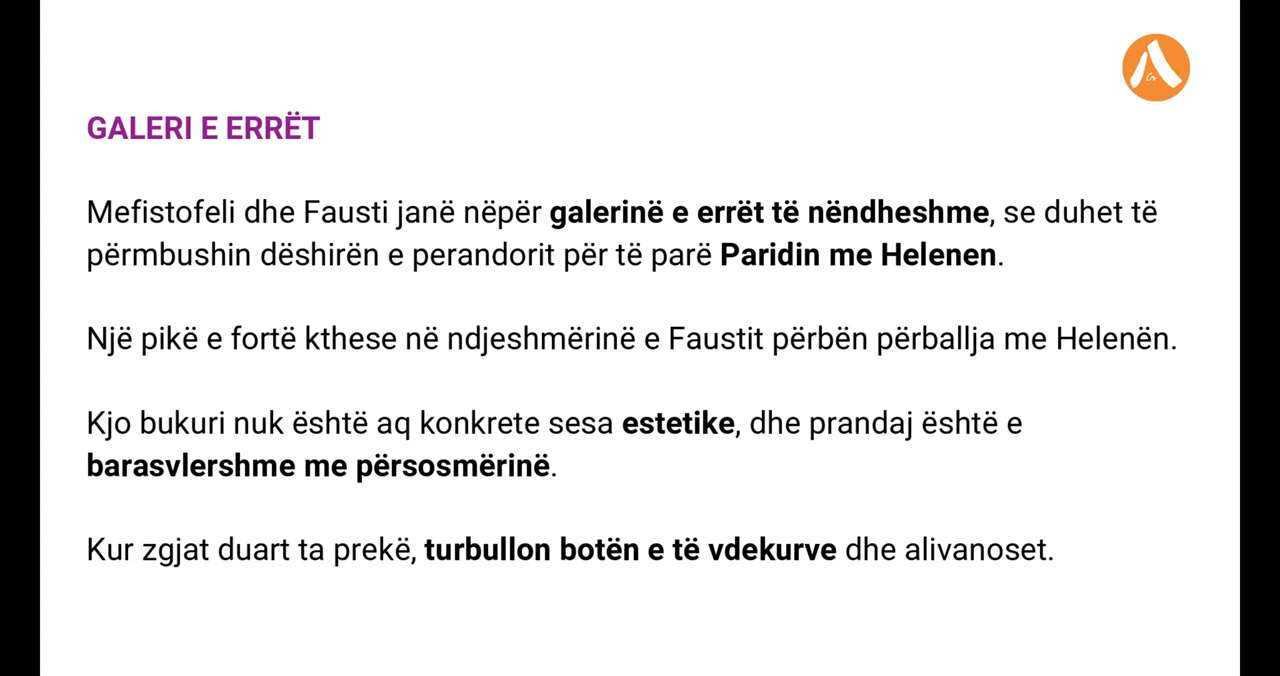 GALERI E ERRËT
Mefistofeli dhe Fausti janë nëpër galerinë e errët të nëndheshme, se duhet të
përmbushin dëshirën e perandorit për të parë Paridin me Helenen.
Një pikë e fortë kthese në ndjeshmërinë e Faustit përbën përballja me Helenën.
Kjo bukuri nuk është aq konkrete sesa estetike, dhe prandaj është e
barasvlershme me përsosmërinë.
Kur zgjat duart ta prekë, turbullon botën e të vdekurve dhe alivanoset.